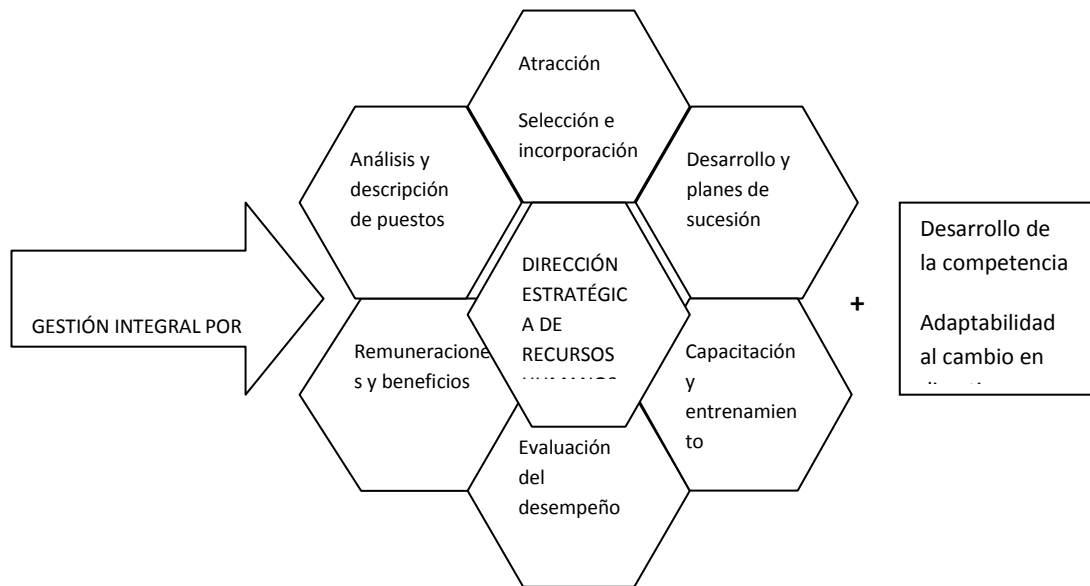 GESTIÓN INTEGRAL POR
Análisis y
descripción
de puestos
Atracción
Selección e
incorporación
Desarrollo y
planes de
sucesión
DIRECCIÓN
ESTRATÉGIC
A DE
RECURSOS
Remuneracione
s y beneficios
Capacitación
y
entrenamien
to
Evaluación
del
desempeño
+
Desarrollo de
la competencia
Adaptabilidad
al cambio en